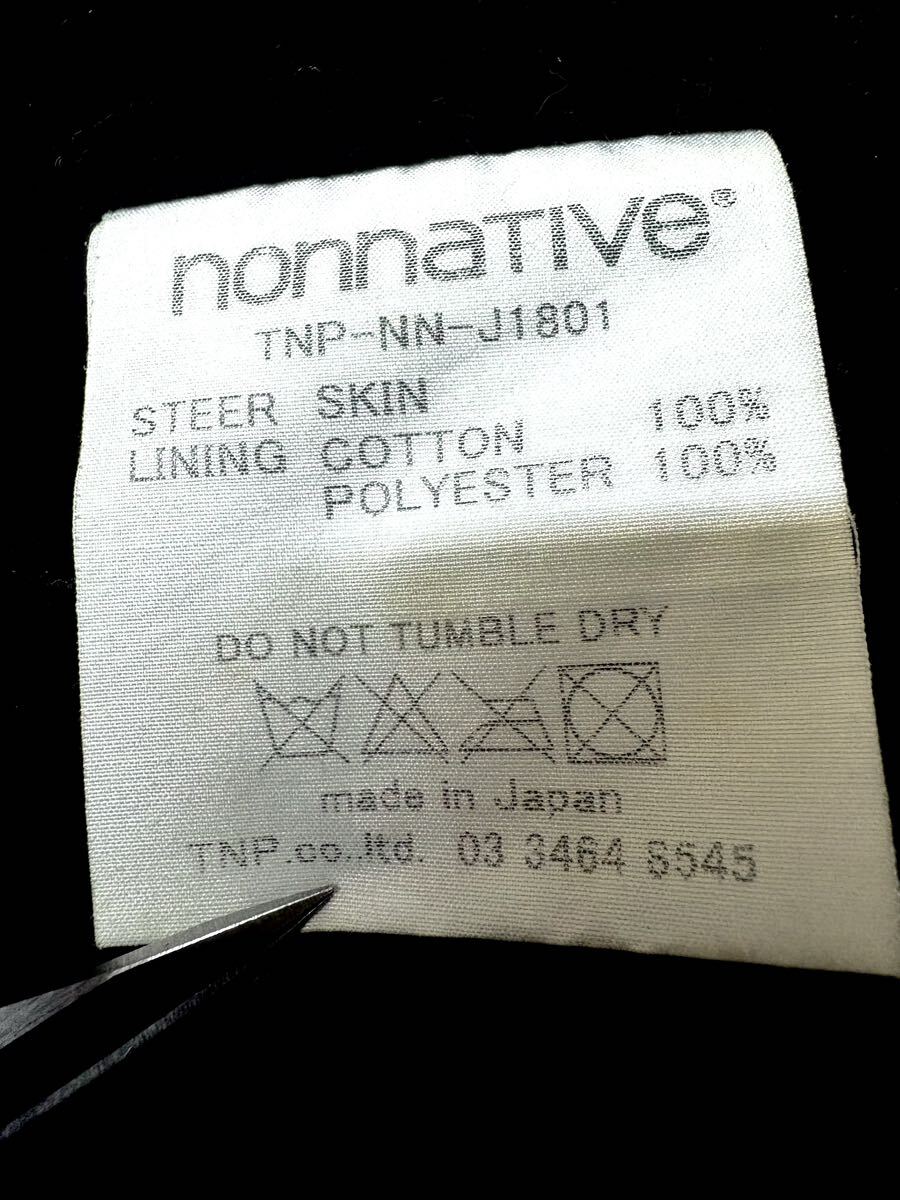 nonnaTIVe®
TNP-NN-J1801
STEER SKIN
LINING COTTON 100%
POLYESTER 100%
DO NOT TUMBLE DRY
made in Japan
TNP.co.,ltd. 03 3464 8545